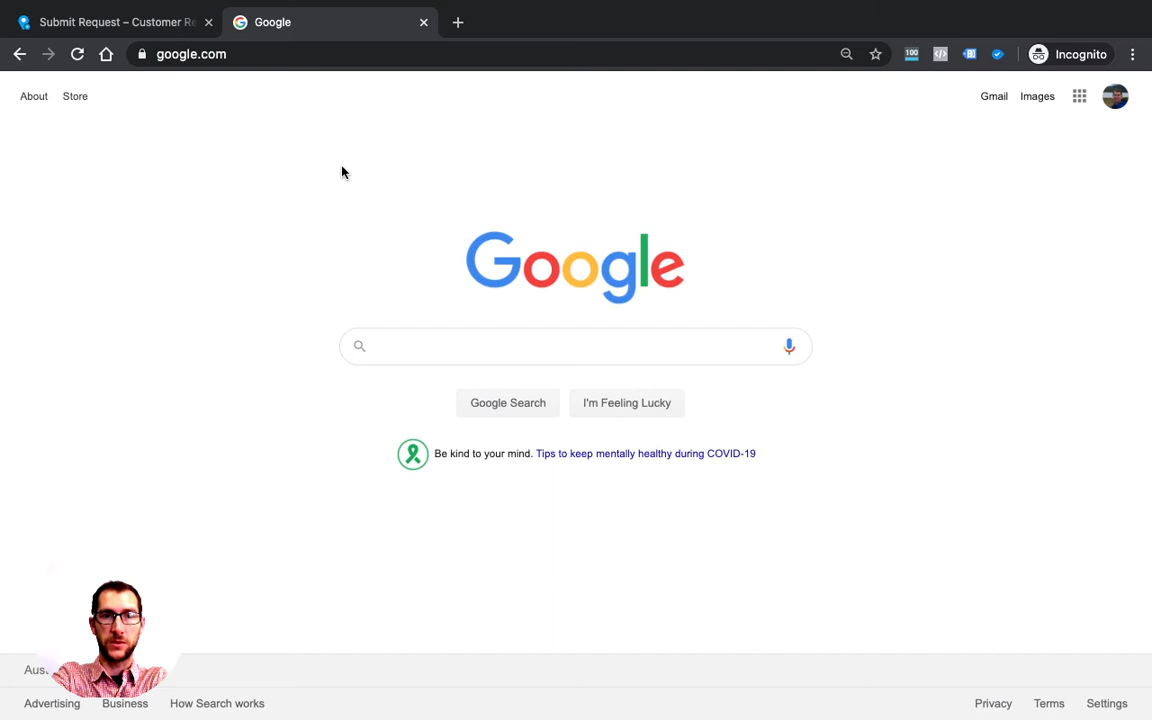 Submit Request – Customer Re
Google
google.com
Incognito
About Store
Gmail Images
Google
Google Search I'm Feeling Lucky
Be kind to your mind. Tips to keep mentally healthy during COVID-19
Aus
Advertising Business How Search works
Privacy Terms Settings